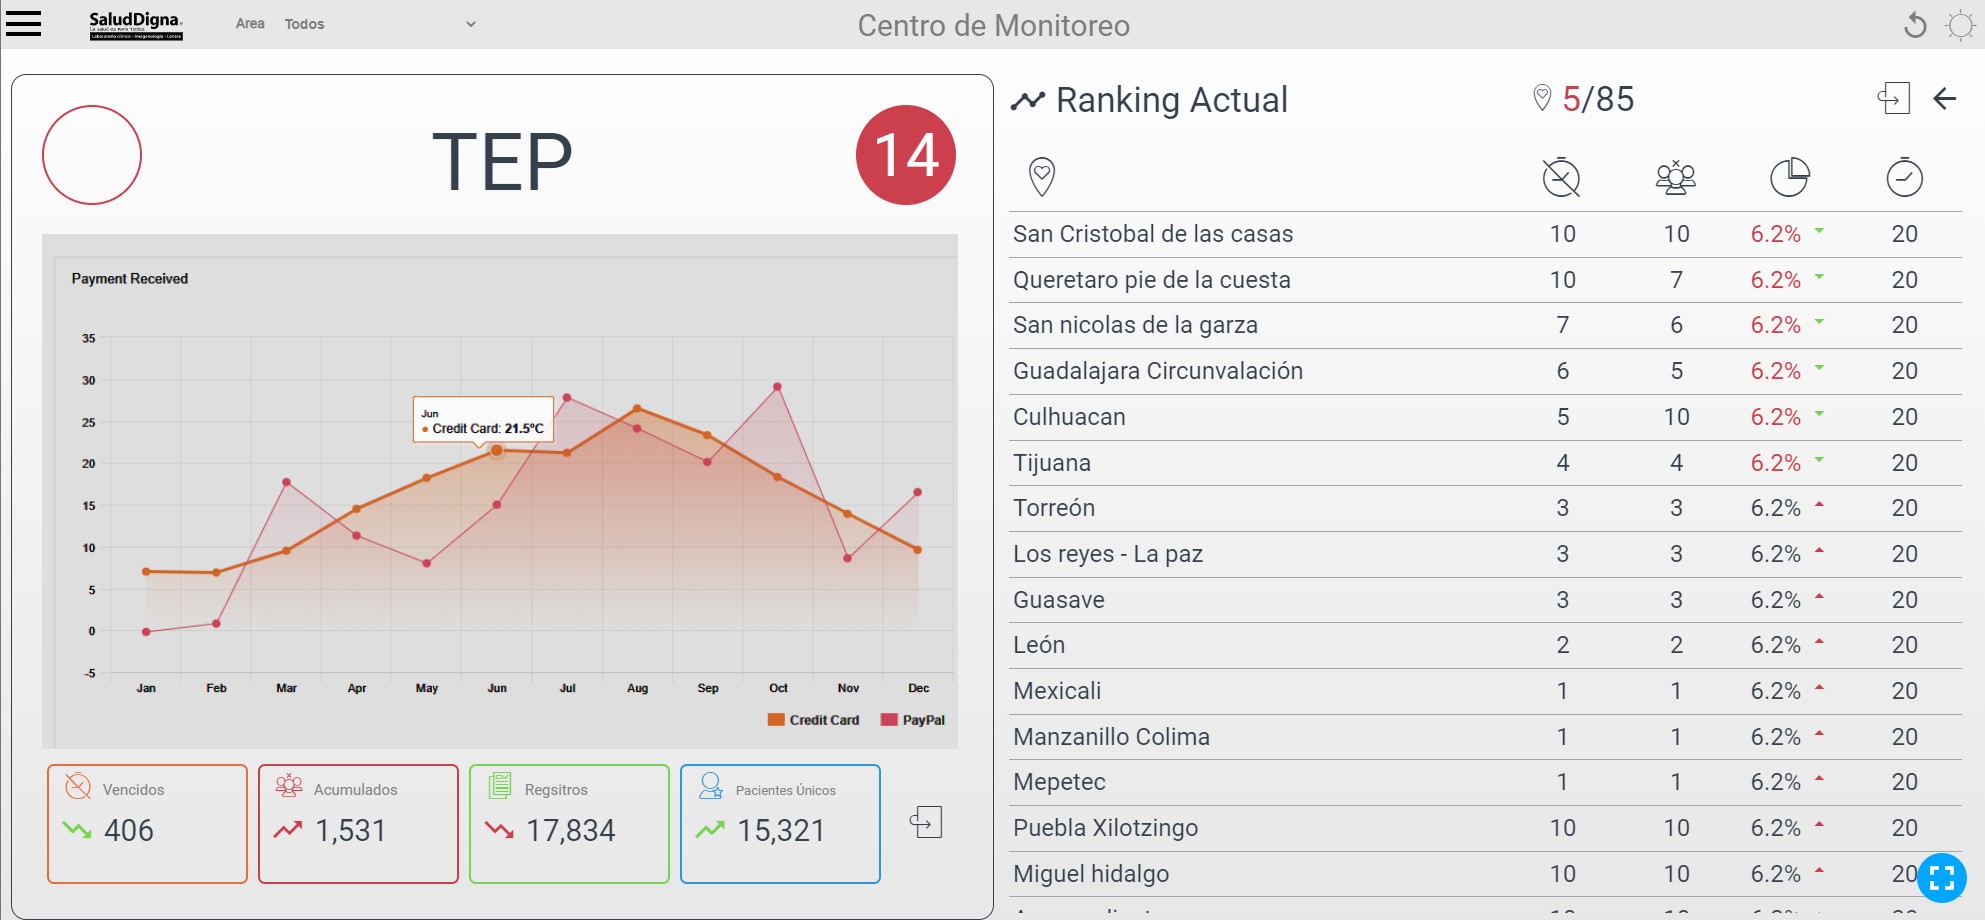 SaludDigna.
Area Todos
Centro de Monitoreo
TEP
14
Payment Received
35
30
25
20
15
10
5
0
-5
Jun
Credit Card: 21.5°C
Jan Feb Mar Apr May Jun Jul Aug Sep Oct Nov Dec
Credit Card PayPal
Vencidos
406
Acumulados
1,531
Regsitros
17,834
Pacientes Únicos
15,321
Ranking Actual 5/85
San Cristobal de las casas 10 10 6.2% 20
Queretaro pie de la cuesta 10 7 6.2% 20
San nicolas de la garza 7 6 6.2% 20
Guadalajara Circunvalación 6 5 6.2% 20
Culhuacan 5 10 6.2% 20
Tijuana 4 4 6.2% 20
Torreón 3 3 6.2% 20
Los reyes - La paz 3 3 6.2% 20
Guasave 3 3 6.2% 20
León 2 2 6.2% 20
Mexicali 1 1 6.2% 20
Manzanillo Colima 1 1 6.2% 20
Mepetec 1 1 6.2% 20
Puebla Xilotzingo 10 10 6.2% 20
Miguel hidalgo 10 10 6.2% 20